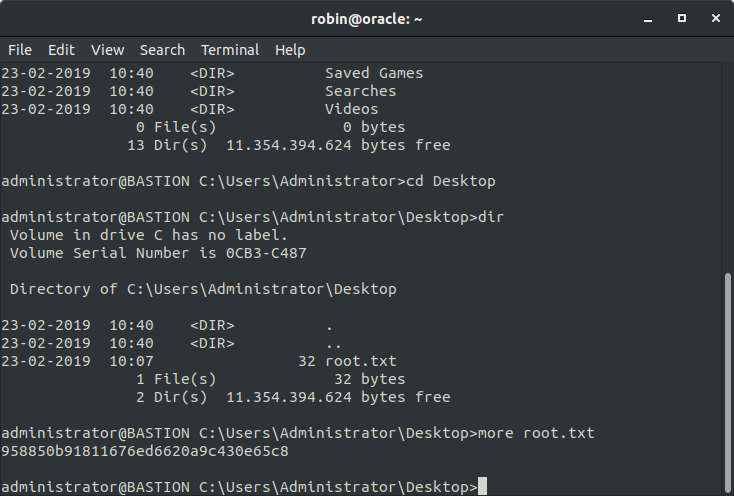 robin@oracle: ~
File Edit View Search Terminal Help
23-02-2019  10:40    <DIR>          Saved Games
23-02-2019  10:40    <DIR>          Searches
23-02-2019  10:40    <DIR>          Videos
               0 File(s)              0 bytes
              13 Dir(s)  11.354.394.624 bytes free
administrator@BASTION C:\Users\Administrator>cd Desktop
administrator@BASTION C:\Users\Administrator\Desktop>dir
 Volume in drive C has no label.
 Volume Serial Number is 0CB3-C487
 Directory of C:\Users\Administrator\Desktop
23-02-2019  10:40    <DIR>          .
23-02-2019  10:40    <DIR>          ..
23-02-2019  10:07                32 root.txt
               1 File(s)             32 bytes
               2 Dir(s)  11.354.394.624 bytes free
administrator@BASTION C:\Users\Administrator\Desktop>more root.txt
958850b91811676ed6620a9c430e65c8
administrator@BASTION C:\Users\Administrator\Desktop>